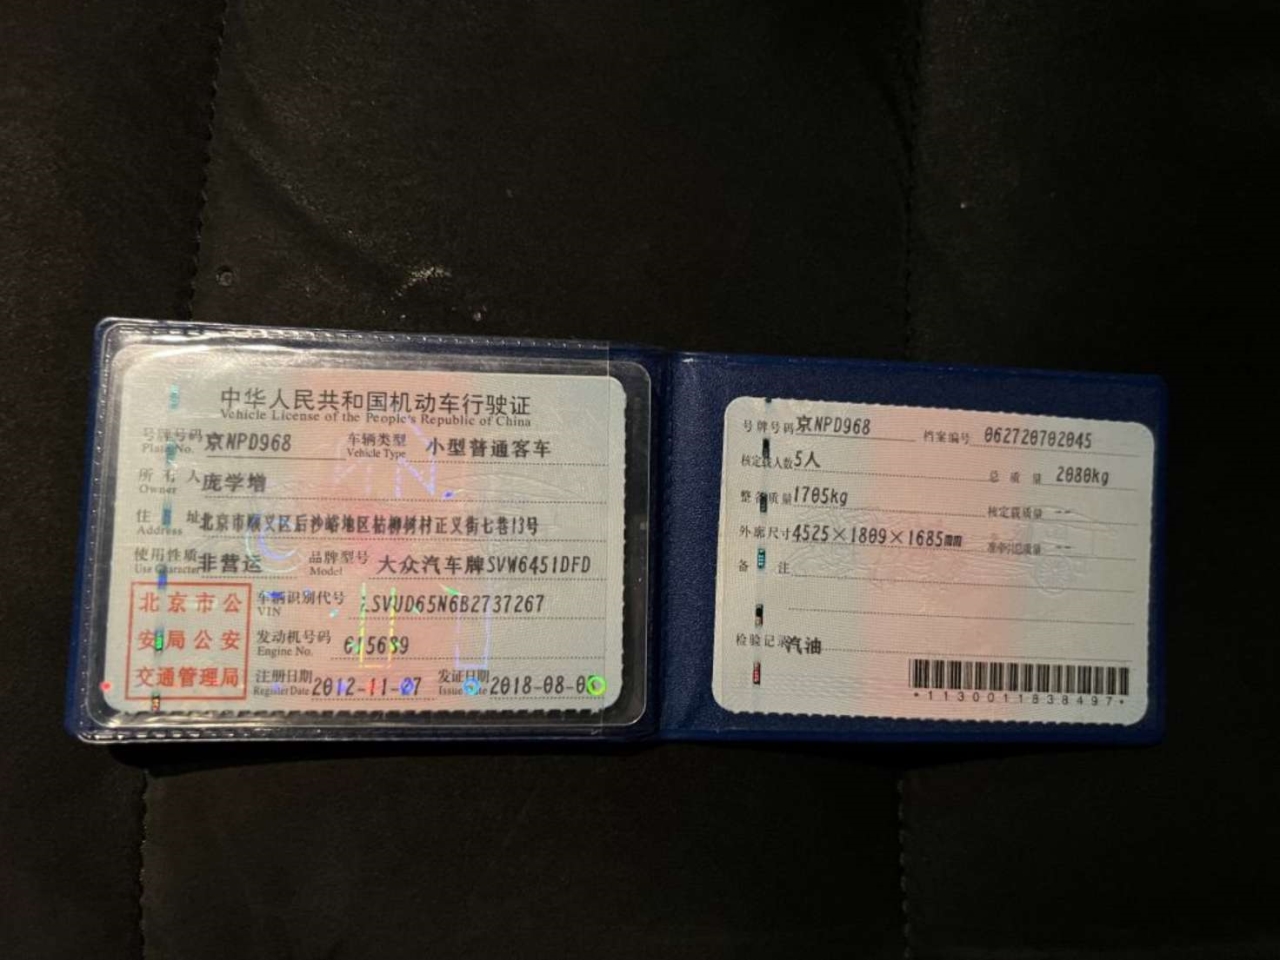 中华人民共和国机动车行驶证
Vehicle License of the People's Republic of China
号牌号码 京NPD968 车辆类型 小型普通客车
Plate No. Vehicle Type
所有人 庞学增
Owner
住址 北京市顺义区后沙峪地区枯柳树村正义街七巷13号
Address
使用性质 非营运 品牌型号 大众汽车牌SVW6451DFD
Use Character Model
北京市公
安局公安
交通管理局
车辆识别代号 LSVUD65N6B2737267
VIN
发动机号码
Engine No.
注册日期 2012-11-07 发证日期 2018-08-0
Register Date Issue Date
号牌号码 京NPD968 档案编号 062720702045
核定载人数 5人 总质量 2080kg
整备质量 1705kg 核定载质量 --
外廓尺寸 4525×1809×1685mm 准牵引总质量 --
备注
检验记录 汽油
*1130011838497*